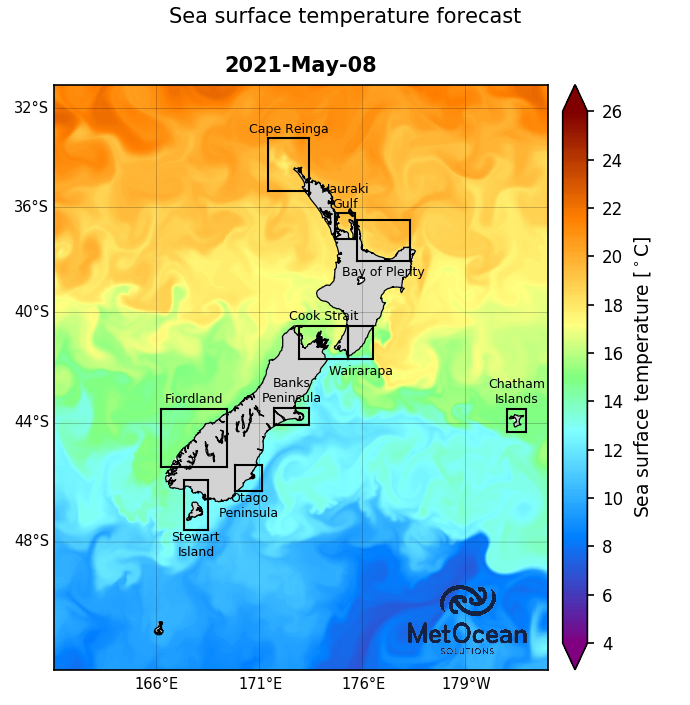 Sea surface temperature forecast
2021-May-08
32°S
36°S
40°S
44°S
48°S
166°E
171°E
176°E
179°W
Cape Reinga
Hauraki
Gulf
Bay of Plenty
Cook Strait
Wairarapa
Banks
Peninsula
Fiordland
Chatham
Islands
Otago
Peninsula
Stewart
Island
MetOcean
SOLUTIONS
26
24
22
20
18
16
14
12
10
8
6
4
Sea surface temperature [°C]